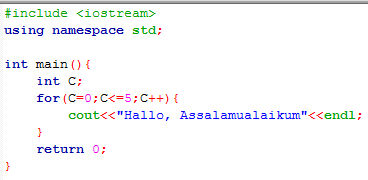 #include <iostream>
using namespace std;
int main(){
int C;
for(C=0;C<=5;C++){
cout<<"Hallo, Assalamualaikum"<<endl;
}
return 0;
}